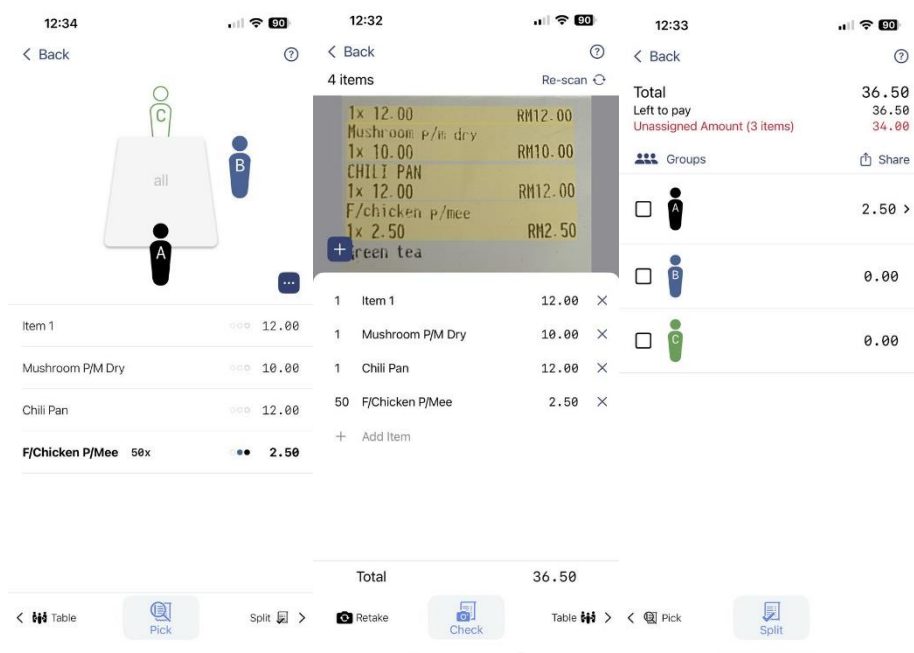 12:34
90
< Back
?
C
B
all
A
...
Item 1 12.00
Mushroom P/M Dry 10.00
Chili Pan 12.00
F/Chicken P/Mee 50x 2.50
< Table
Pick
Split >
12:32
90
< Back
?
4 items
Re-scan
1x 12.00 RM12.00
Mushroom p/m dry
1x 10.00 RM10.00
CHILI PAN
1x 12.00 RM12.00
F/chicken p/mee
1x 2.50 RM2.50
+
Green tea
1 Item 1 12.00 ×
1 Mushroom P/M Dry 10.00 ×
1 Chili Pan 12.00 ×
50 F/Chicken P/Mee 2.50 ×
+ Add Item
Total 36.50
Retake
Check
Table >
12:33
90
< Back
?
Total 36.50
Left to pay 36.50
Unassigned Amount (3 items) 34.00
Groups
Share
A 2.50 >
B 0.00
C 0.00
< Pick
Split